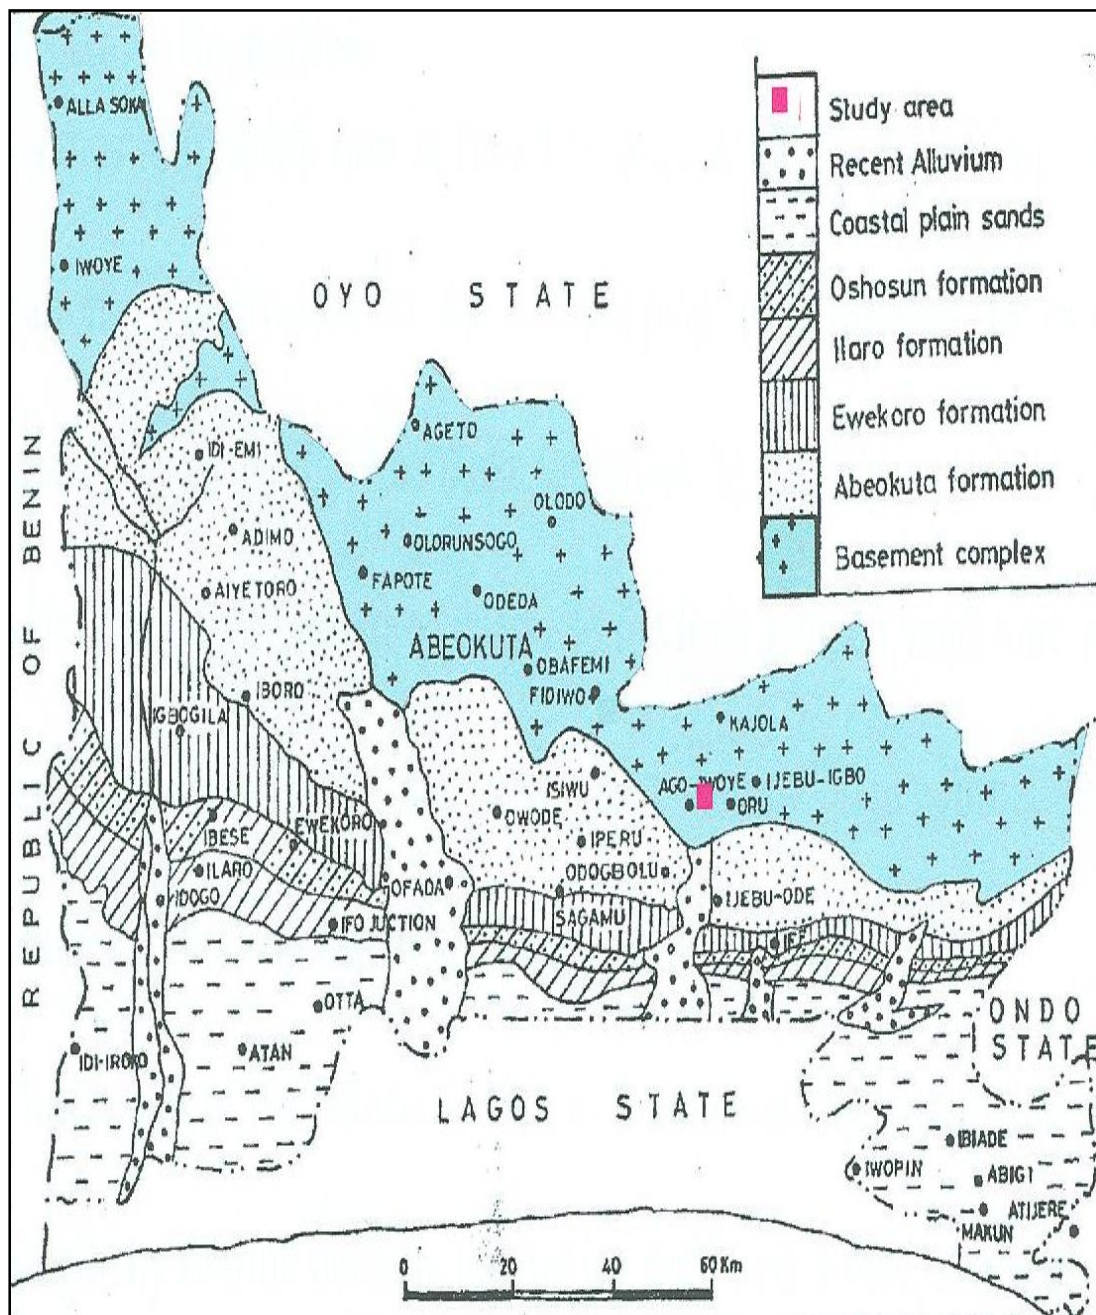 ALLA SOKA
IWOYE
OYO STATE
Study area
Recent Alluvium
Coastal plain sands
Oshosun formation
Ilaro formation
Ewekoro formation
Abeokuta formation
Basement complex
REPUBLIC OF BENIN
AGETO
IDI-EMI
OLODO
ADIMO
OLORUNSOGO
FAPOTE
AIYETORO
ODEDA
ABEOKUTA
OBAFEMI
FIDIWO
IBORO
IGBOGILA
KAJOLA
ISIWU
AGO-IWOYE
IJEBU-IGBO
ORU
OWODE
IBESE
EWEKORO
IPERU
ODOGBOLU
ILARO
OFADA
IDOGO
IJEBU-ODE
IFO JUCTION
SAGAMU
IFE
OTTA
ONDO
STATE
IDI-IROKO
ATAN
LAGOS STATE
IBIADE
IWOPIN
ABIGI
ATIJERE
MAKUN
0 20 40 60 Km